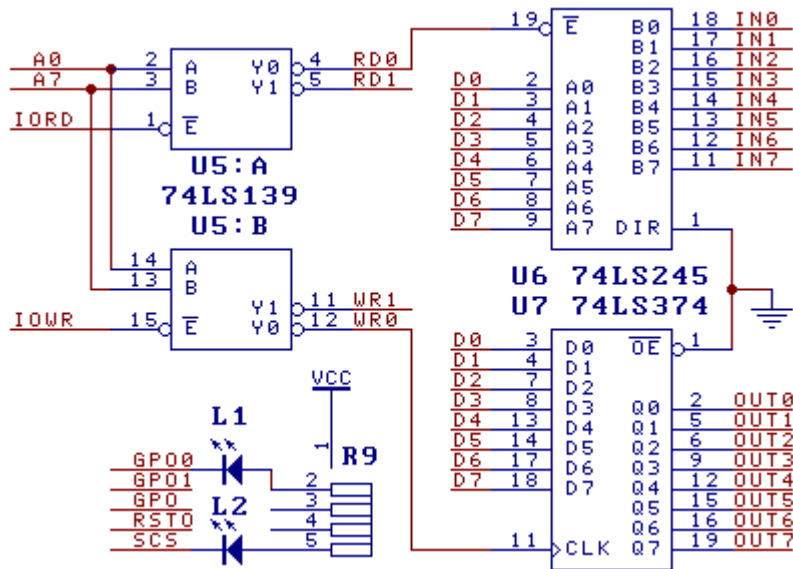 A0 2 A Y0 4 RD0
A7 3 B Y1 5 RD1
IORD 1 E
U5:A
74LS139
U5:B
14 A
13 B
Y1 11 WR1
IOWR 15 E Y0 12 WR0
19 E B0 18 IN0
B1 17 IN1
B2 16 IN2
D0 2 A0 B3 15 IN3
D1 3 A1 B4 14 IN4
D2 4 A2 B5 13 IN5
D3 5 A3 B6 12 IN6
D4 6 A4 B7 11 IN7
D5 7 A5
D6 8 A6
D7 9 A7 DIR 1
U6 74LS245
U7 74LS374
D0 3 D0 OE 1
D1 4 D1
D2 7 D2
D3 8 D3 Q0 2 OUT0
D4 13 D4 Q1 5 OUT1
D5 14 D5 Q2 6 OUT2
D6 17 D6 Q3 9 OUT3
D7 18 D7 Q4 12 OUT4
Q5 15 OUT5
Q6 16 OUT6
11 CLK Q7 19 OUT7
VCC
L1
1 R9
GPO0 2
GPO1
GPO 3
L2
RSTO 4
SCS 5